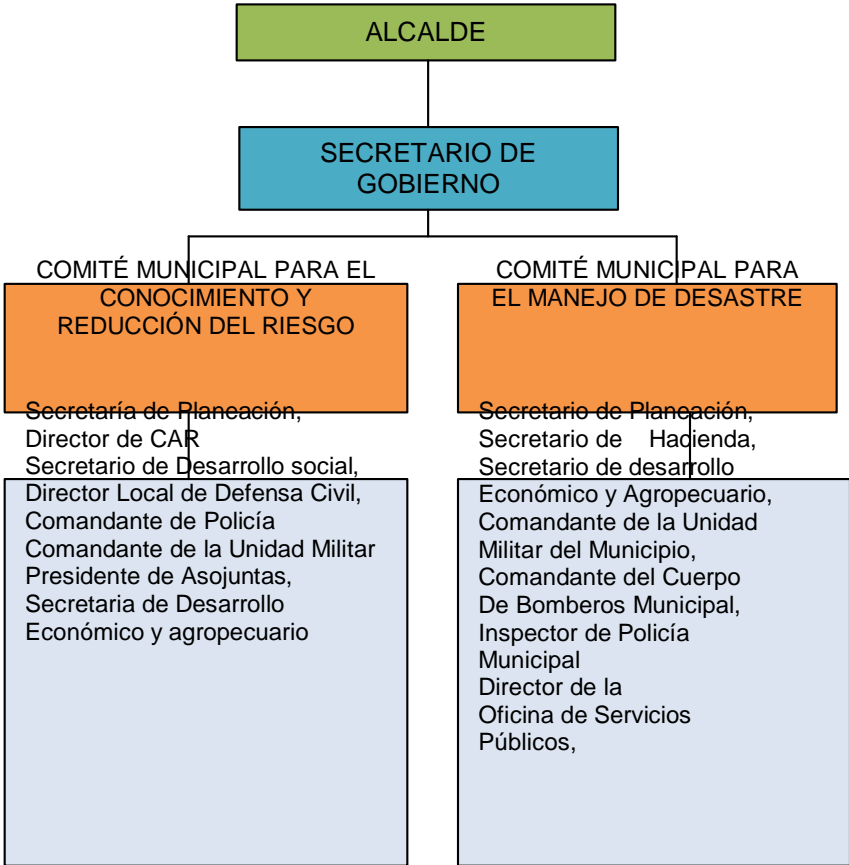 ALCALDE
SECRETARIO DE
GOBIERNO
COMITÉ MUNICIPAL PARA EL
CONOCIMIENTO Y
REDUCCIÓN DEL RIESGO
Secretaría de Planeación,
Director de CAR
Secretario de Desarrollo social,
Director Local de Defensa Civil,
Comandante de Policía
Comandante de la Unidad Militar
Presidente de Asojuntas,
Secretaria de Desarrollo
Económico y agropecuario
COMITÉ MUNICIPAL PARA
EL MANEJO DE DESASTRE
Secretario de Planeación,
Secretario de Hacienda,
Secretario de desarrollo
Económico y Agropecuario,
Comandante de la Unidad
Militar del Municipio,
Comandante del Cuerpo
De Bomberos Municipal,
Inspector de Policía
Municipal
Director de la
Oficina de Servicios
Públicos,